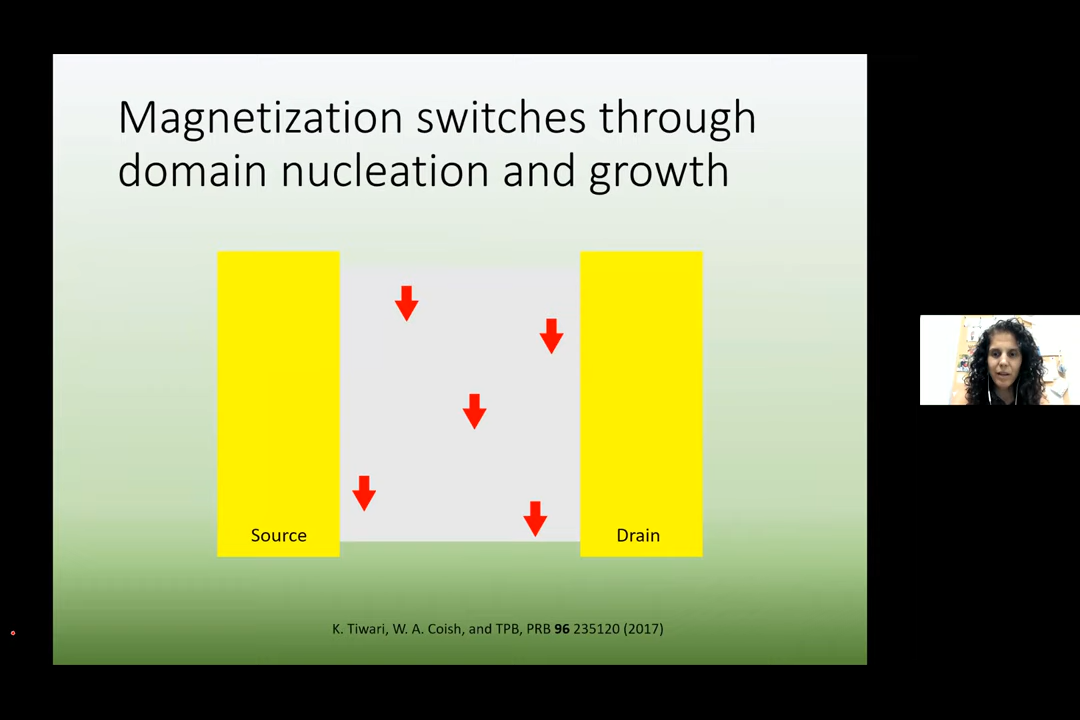 Magnetization switches through
domain nucleation and growth
Source
Drain
K. Tiwari, W. A. Coish, and TPB, PRB 96 235120 (2017)